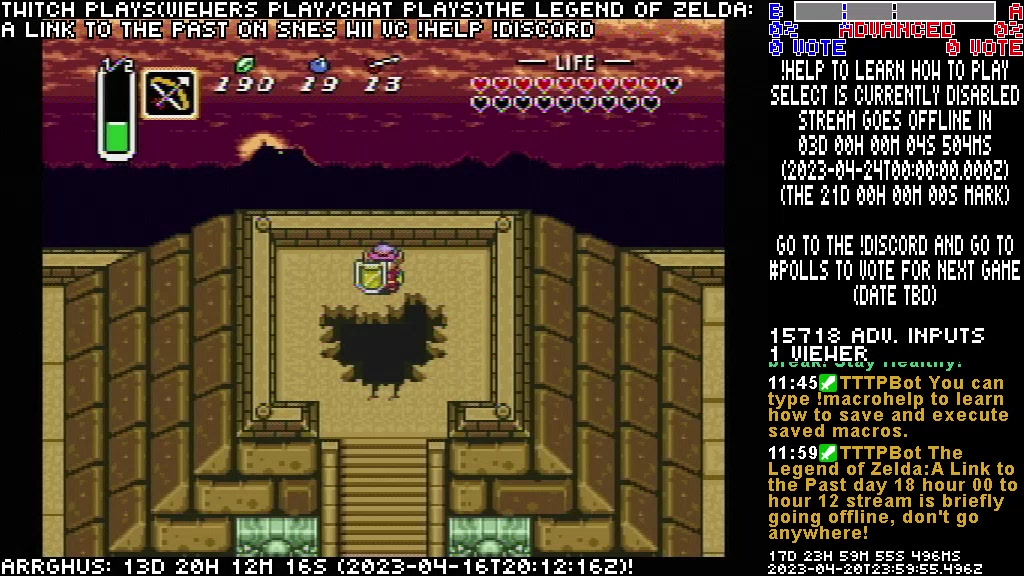 TWITCH PLAYS(VIEWERS PLAY/CHAT PLAYS)THE LEGEND OF ZELDA:
A LINK TO THE PAST ON SNES WII VC !HELP !DISCORD
B A
0% ADVANCED 0%
0 VOTE 0 VOTE
1/2
190 19 13
— LIFE —
!HELP TO LEARN HOW TO PLAY
SELECT IS CURRENTLY DISABLED
STREAM GOES OFFLINE IN
03D 00H 00M 04S 504MS
(2023-04-24T00:00:00.000Z)
(THE 21D 00H 00M 00S MARK)
GO TO THE !DISCORD AND GO TO
#POLLS TO VOTE FOR NEXT GAME
(DATE TBD)
15718 ADV. INPUTS
1 VIEWER
break. Stay Healthy!
11:45 TTTPBot You can
type !macrohelp to learn
how to save and execute
saved macros.
11:59 TTTPBot The
Legend of Zelda:A Link to
the Past day 18 hour 00 to
hour 12 stream is briefly
going offline, don't go
anywhere!
17D 23H 59M 55S 496MS
2023-04-20T23:59:55.496Z
ARRGHUS: 13D 20H 12M 16S (2023-04-16T20:12:16Z)!